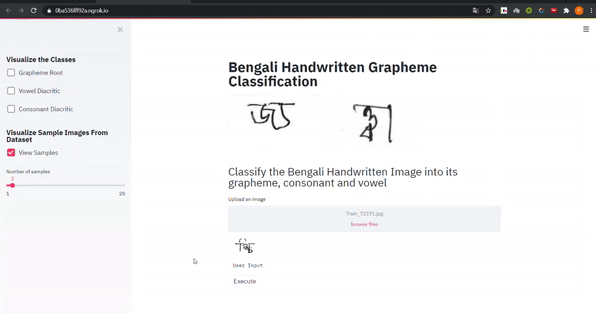 0ba536fff92a.ngrok.io
Visualize the Classes
Grapheme Root
Vowel Diacritic
Consonant Diacritic
Visualize Sample Images From
Dataset
View Samples
Number of samples
2
1
20
Bengali Handwritten Grapheme
Classification
Classify the Bengali Handwritten Image into its
grapheme, consonant and vowel
Upload an image
Train_72271.jpg
browse files
User Input
Execute